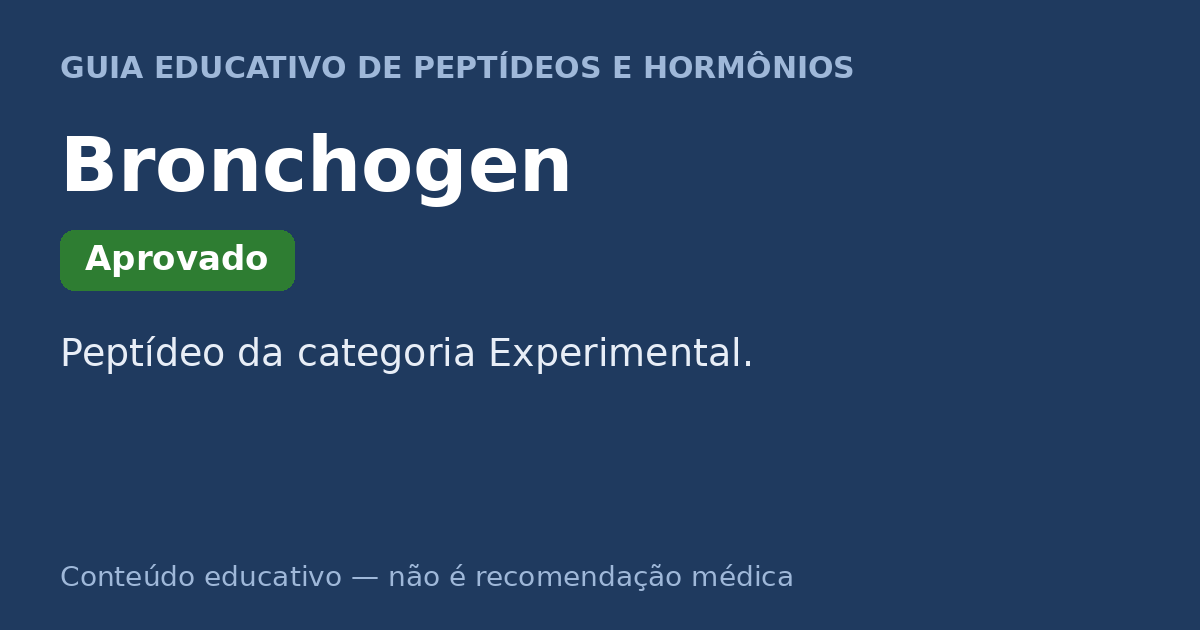 GUIA EDUCATIVO DE PEPTÍDEOS E HORMÔNIOS
Bronchogen
Aprovado
Peptídeo da categoria Experimental.
Conteúdo educativo — não é recomendação médica